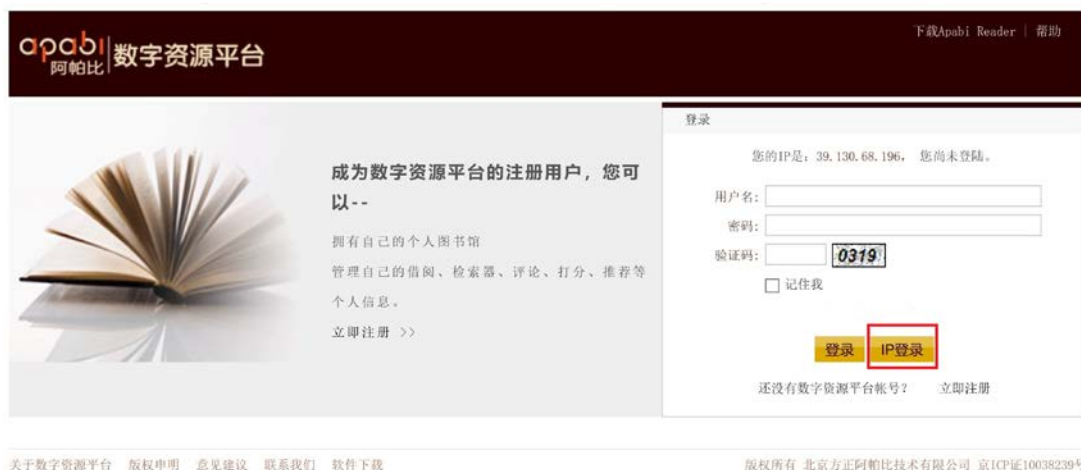 下载Apabi Reader | 帮助
apabi
阿帕比
数字资源平台
登录
您的IP是: 39.130.68.196, 您尚未登陆。
成为数字资源平台的注册用户, 您可
以--
拥有自己的个人图书馆
管理自己的借阅、检索器、评论、打分、推荐等
个人信息。
立即注册 >>
用户名:
密码:
验证码:
0319
记住我
登录
IP登录
还没有数字资源平台帐号? 立即注册
关于数字资源平台 版权申明 意见建议 联系我们 软件下载
版权所有 北京方正阿帕比技术有限公司 京ICP证10038239号